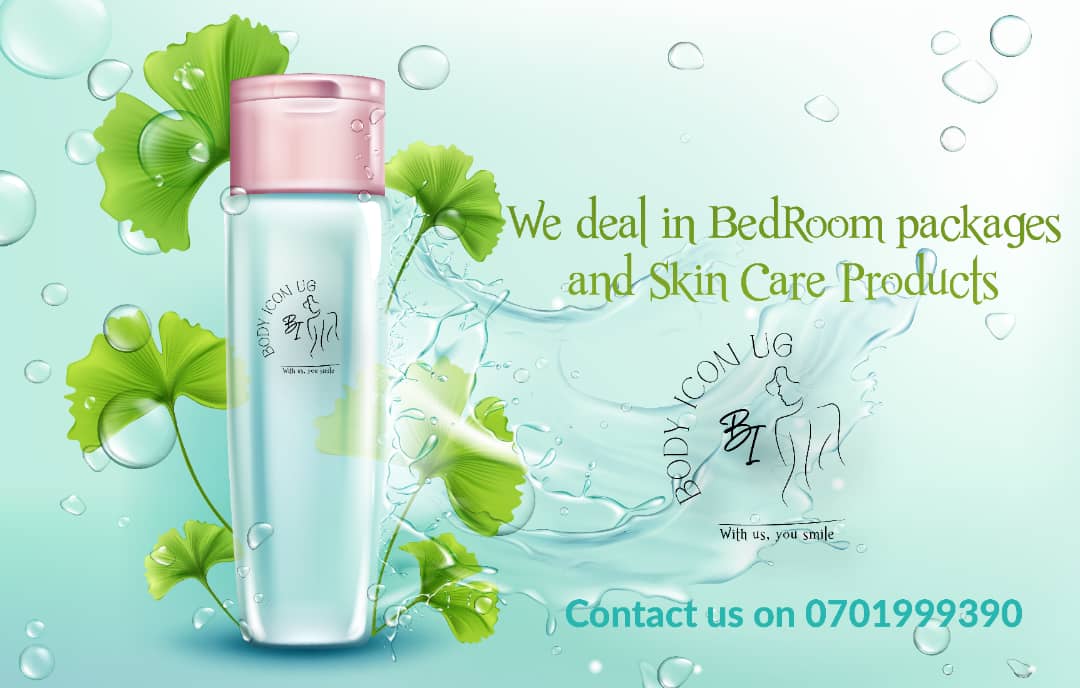 BODY ICON UG
BI
With us, you smile
We deal in BedRoom packages
and Skin Care Products
BODY ICON UG
BI
With us, you smile
Contact us on 0701999390